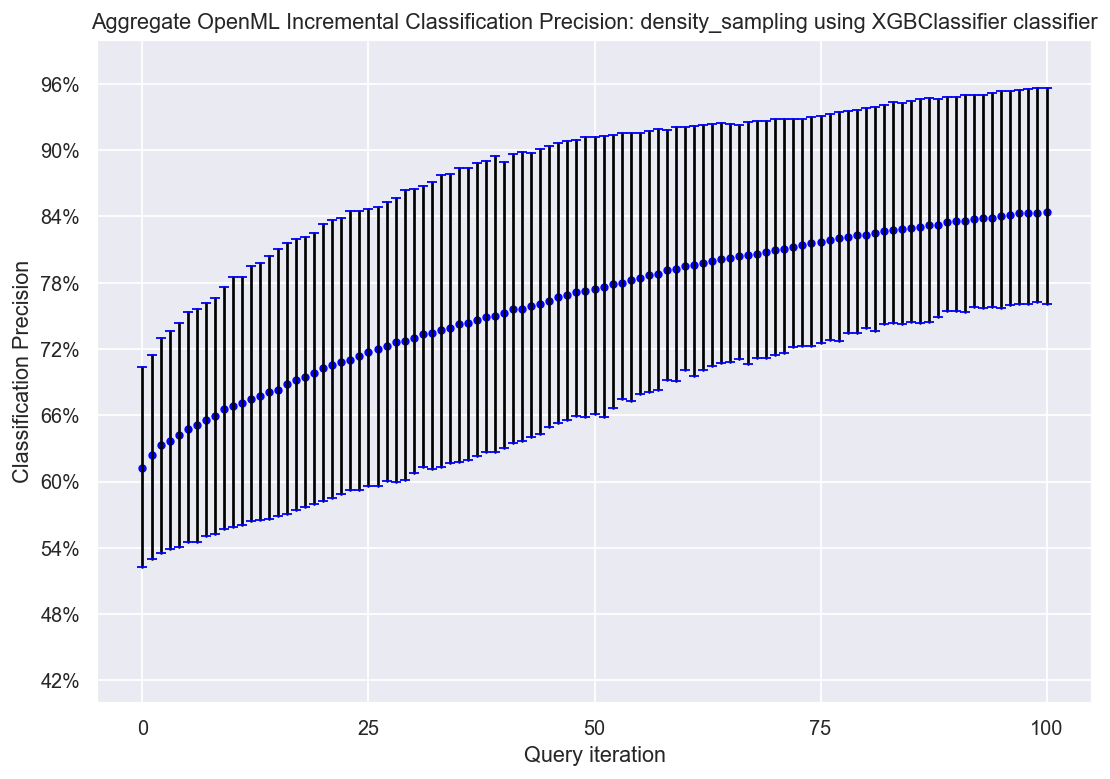 Aggregate OpenML Incremental Classification Precision: density_sampling using XGBClassifier classifier
96%
90%
84%
78%
72%
66%
60%
54%
48%
42%
Classification Precision
0 25 50 75 100
Query iteration